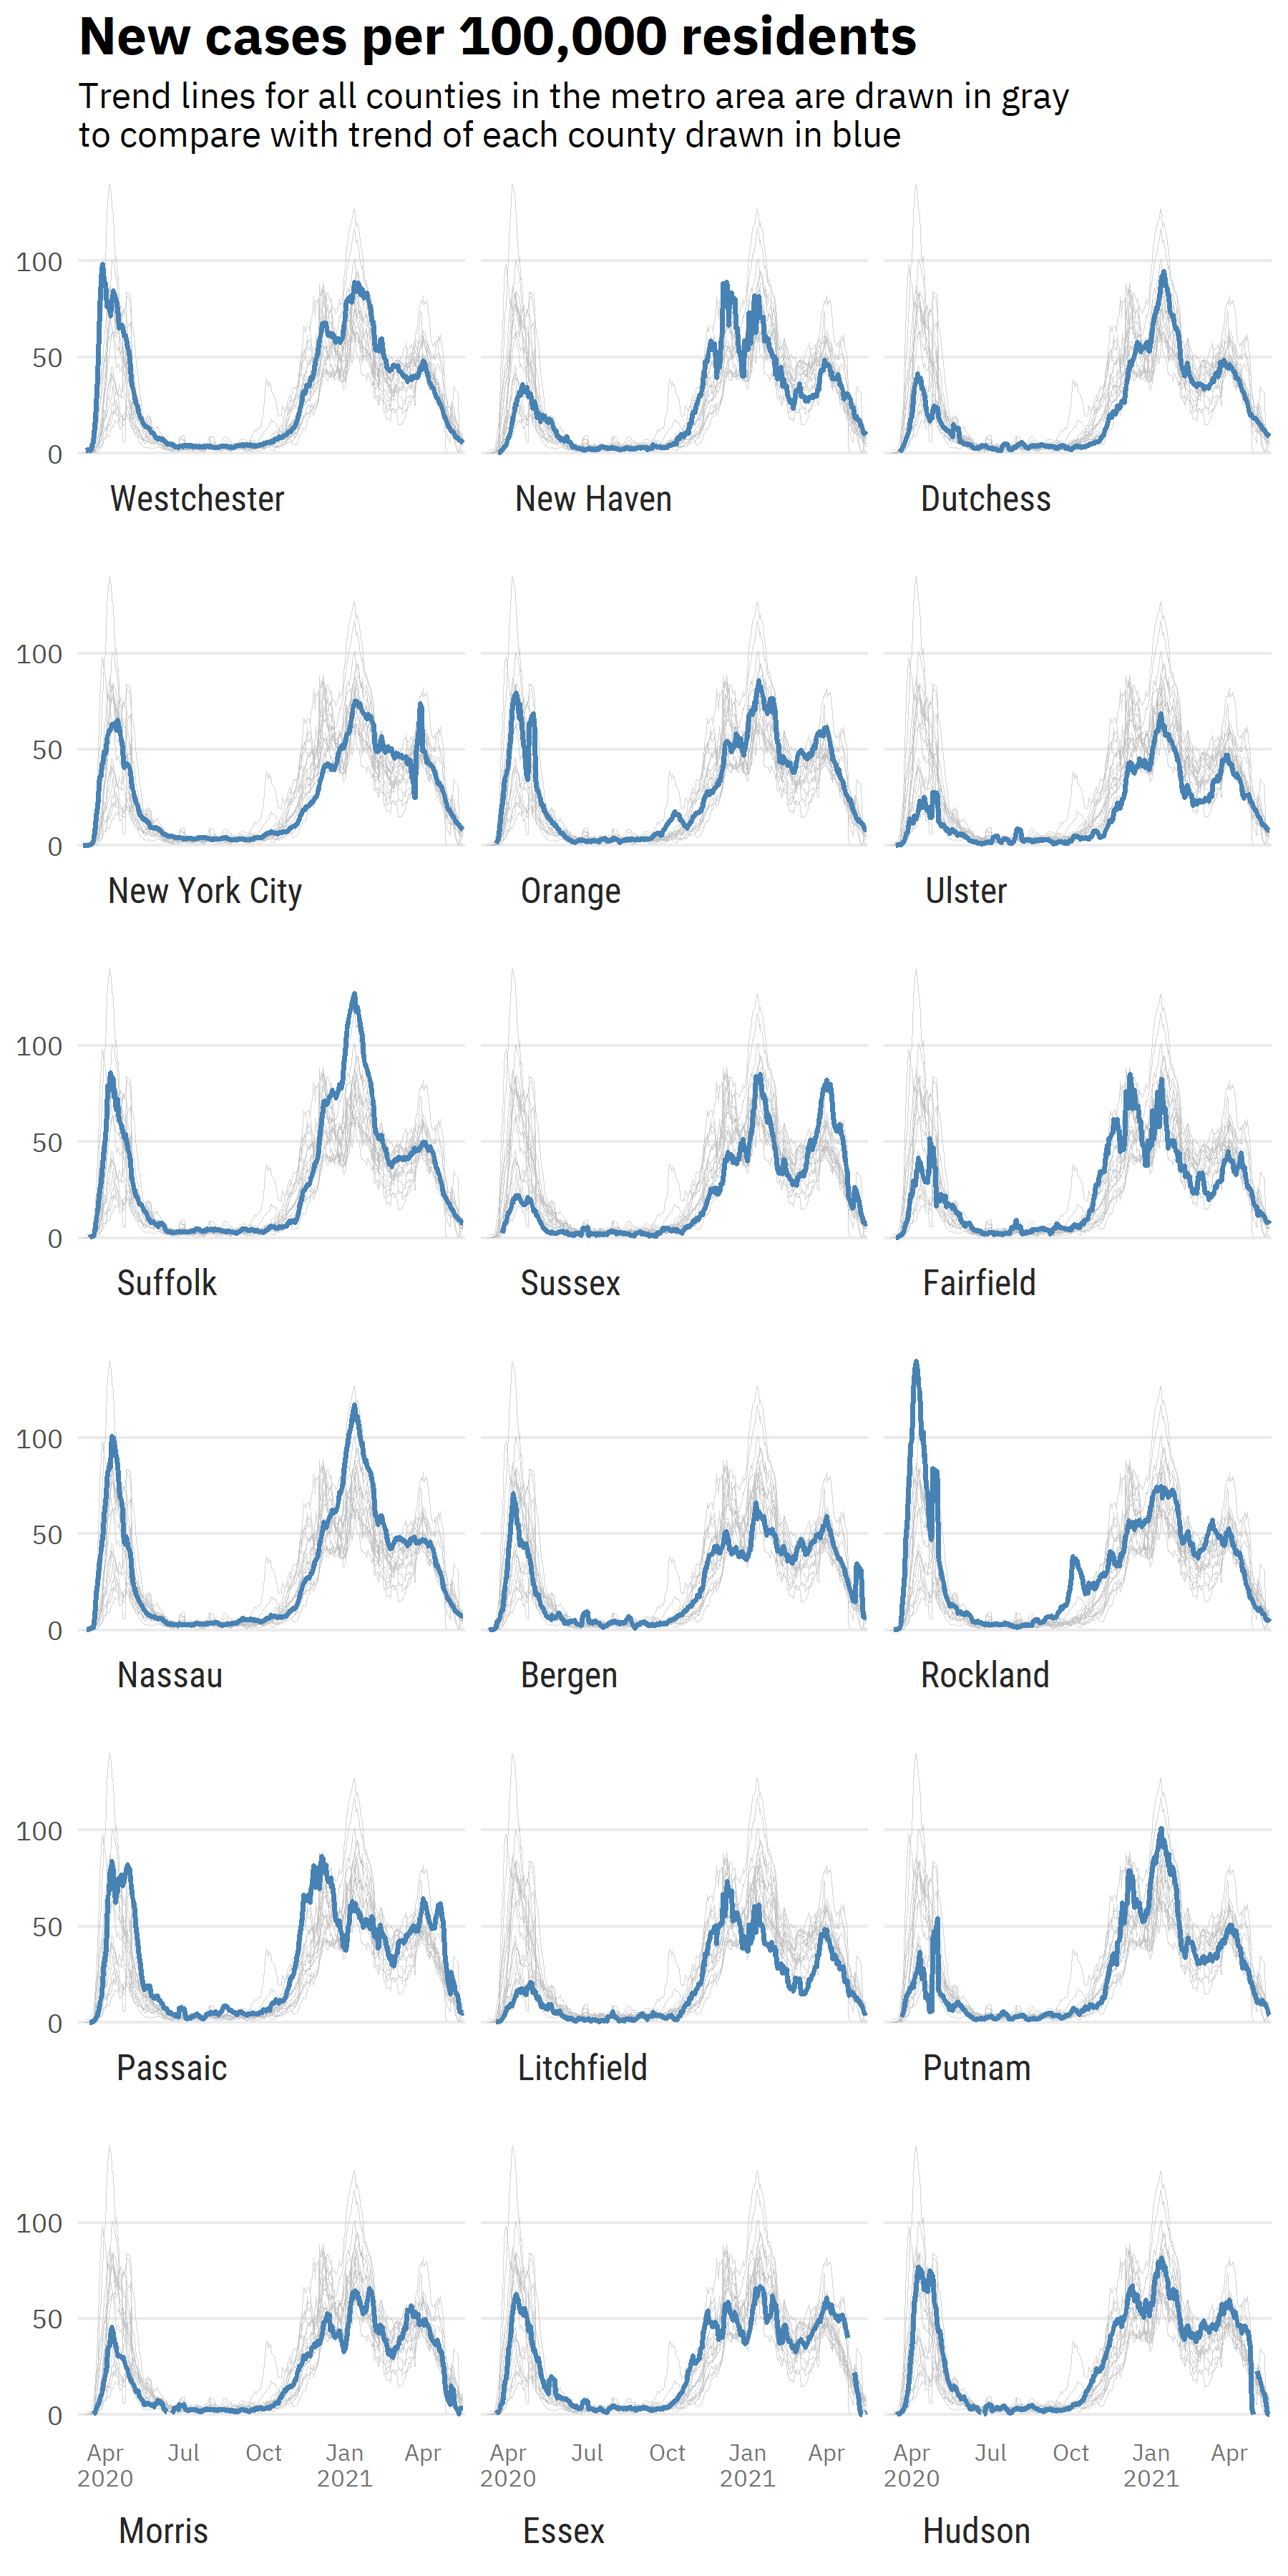 New cases per 100,000 residents
Trend lines for all counties in the metro area are drawn in gray
to compare with trend of each county drawn in blue
100
50
0
Westchester
New Haven
Dutchess
100
50
0
New York City
Orange
Ulster
100
50
0
Suffolk
Sussex
Fairfield
100
50
0
Nassau
Bergen
Rockland
100
50
0
Passaic
Litchfield
Putnam
100
50
0
Apr Jul Oct Jan Apr Apr Jul Oct Jan Apr Apr Jul Oct Jan Apr
2020 2021 2020 2021 2020 2021
Morris
Essex
Hudson